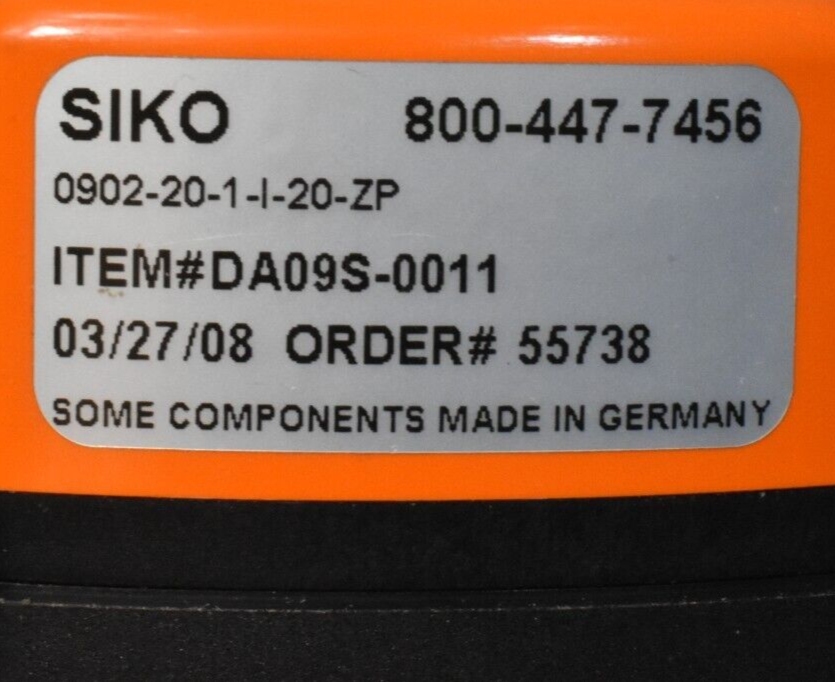 SIKO 800-447-7456
0902-20-1-I-20-ZP
ITEM#DA09S-0011
03/27/08 ORDER# 55738
SOME COMPONENTS MADE IN GERMANY